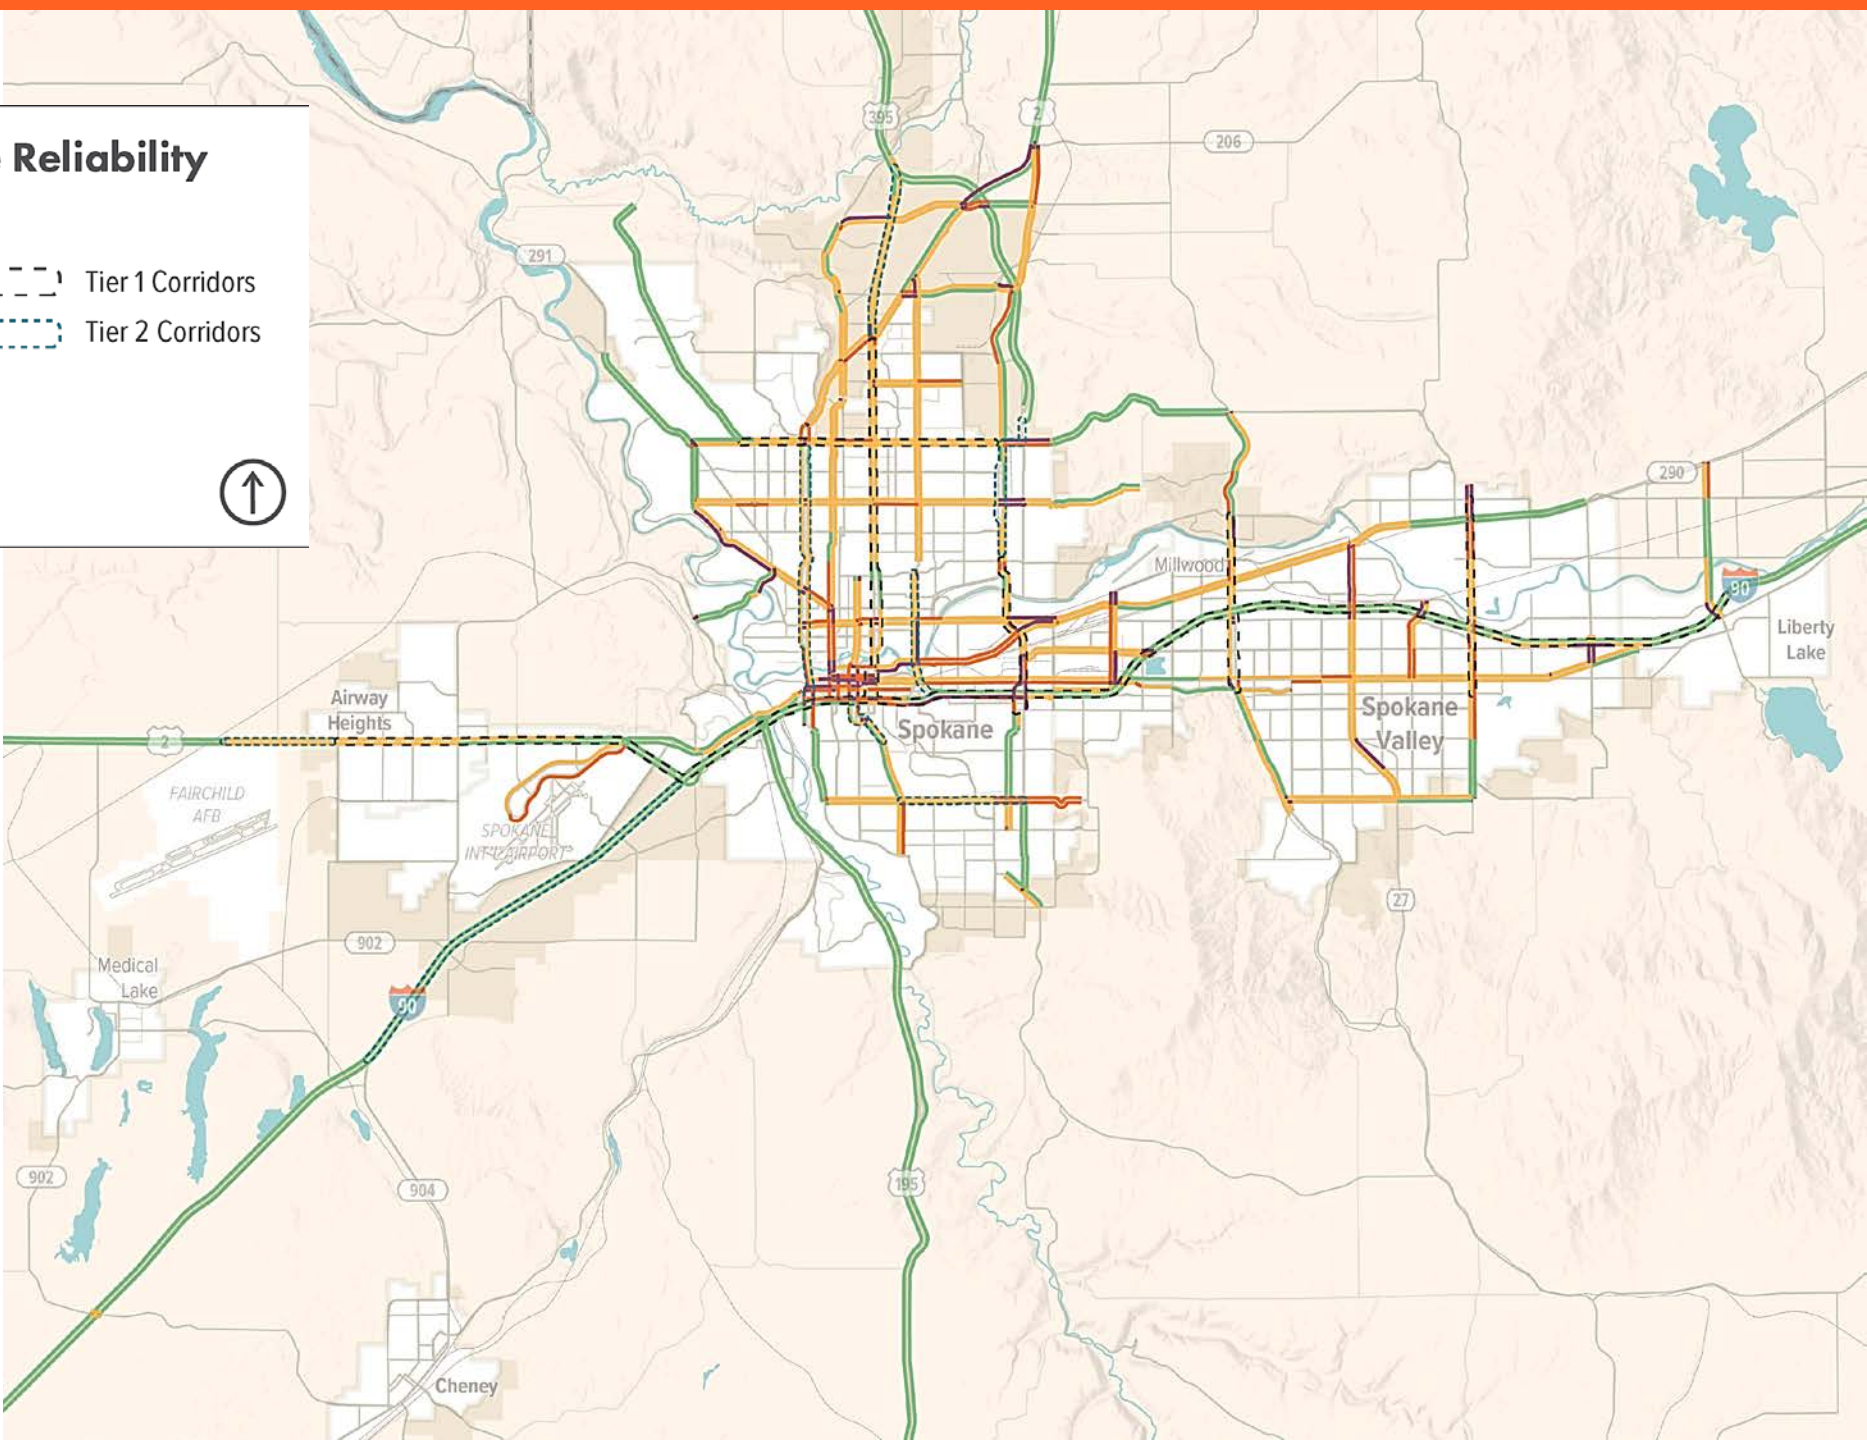 Reliability
Tier 1 Corridors
Tier 2 Corridors
395
2
206
291
290
Millwood
90
Liberty
Lake
Airway
Heights
2
Spokane
Spokane
Valley
FAIRCHILD
AFB
SPOKANE
INT'L AIRPORT
27
902
Medical
Lake
90
902
904
195
Cheney